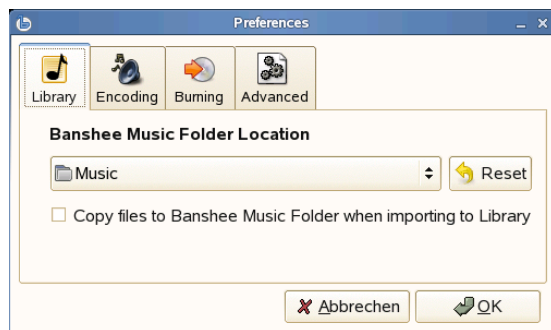 Preferences
Library
Encoding
Burning
Advanced
Banshee Music Folder Location
Music
Reset
Copy files to Banshee Music Folder when importing to Library
Abbrechen
OK